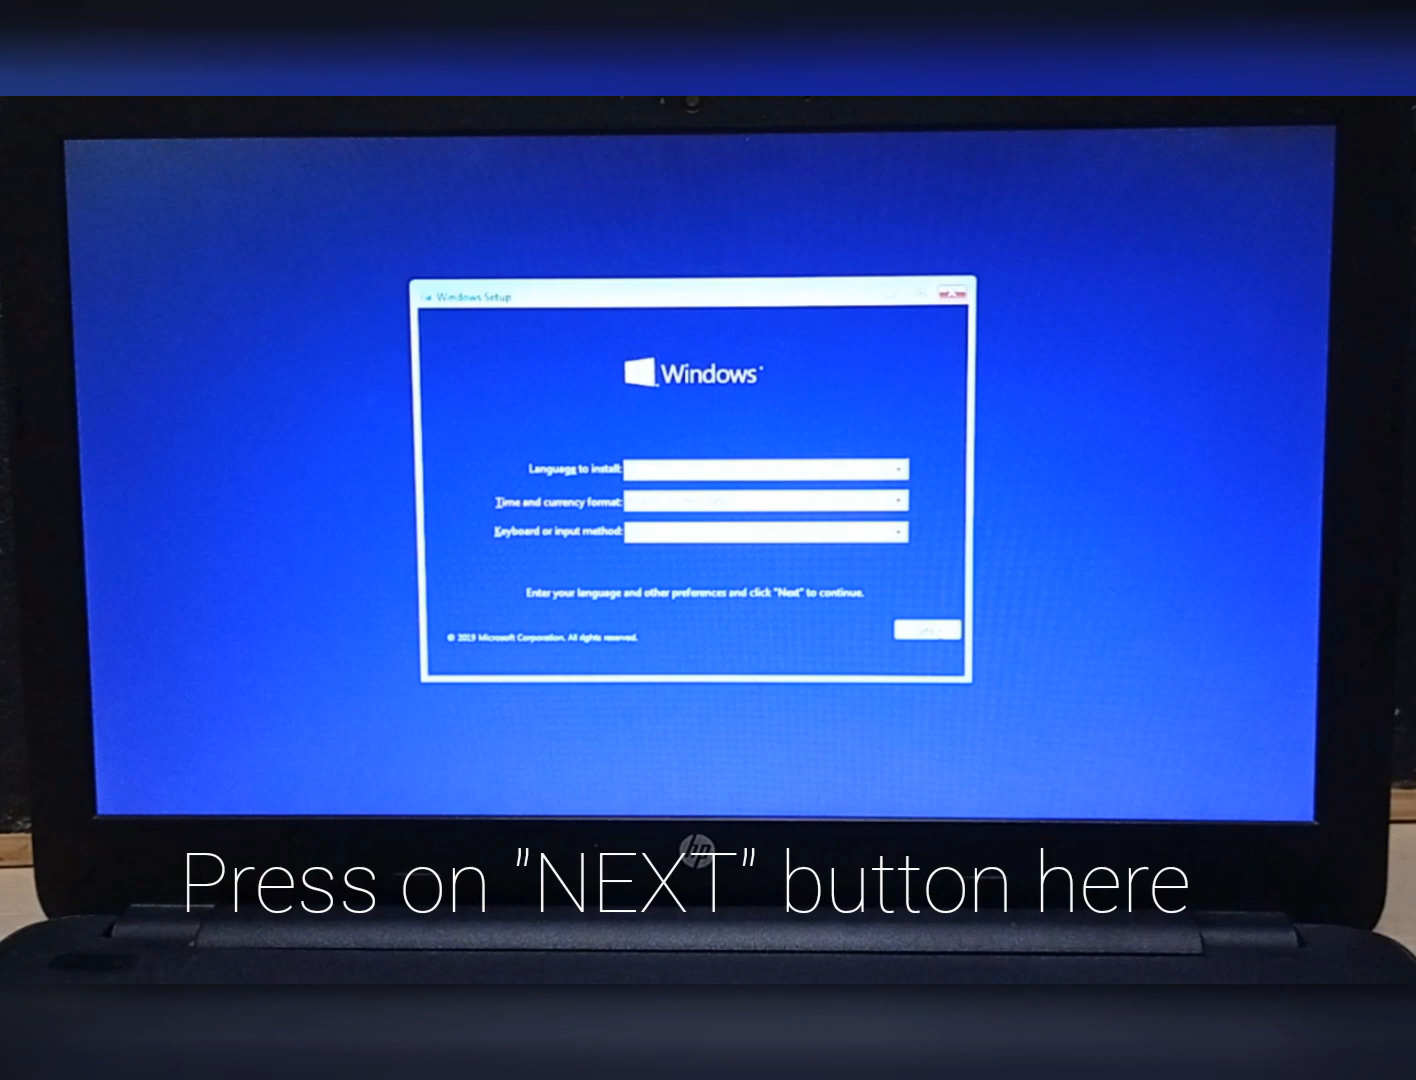 Windows Setup
Windows
Language to install:
Time and currency format:
Keyboard or input method:
Enter your language and other preferences and click "Next" to continue.
© 2019 Microsoft Corporation. All rights reserved.
hp
Press on "NEXT" button here